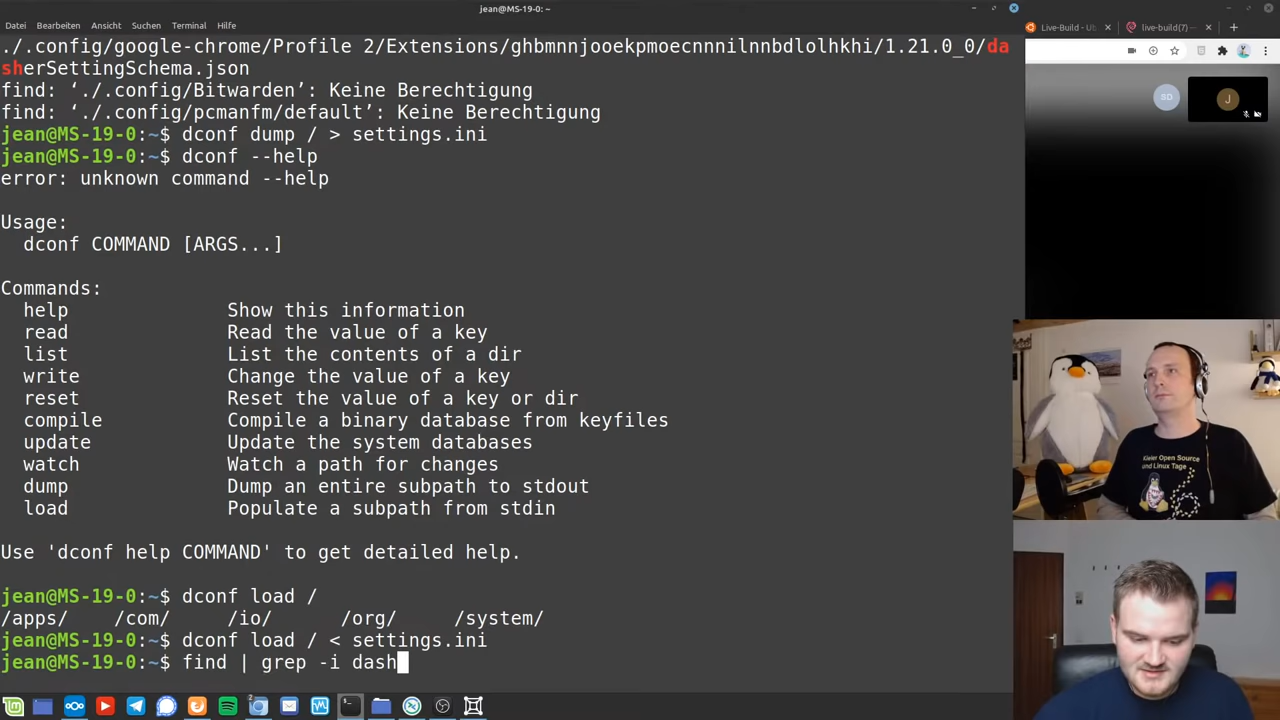 jean@MS-19-0: ~
Datei Bearbeiten Ansicht Suchen Terminal Hilfe
./.config/google-chrome/Profile 2/Extensions/ghbmnnjooekpmoecnnnilnnbdlolhkhi/1.21.0_0/da
sherSettingSchema.json
find: ‘./.config/Bitwarden’: Keine Berechtigung
find: ‘./.config/pcmanfm/default’: Keine Berechtigung
jean@MS-19-0:~$ dconf dump / > settings.ini
jean@MS-19-0:~$ dconf --help
error: unknown command --help
Usage:
dconf COMMAND [ARGS...]
Commands:
help Show this information
read Read the value of a key
list List the contents of a dir
write Change the value of a key
reset Reset the value of a key or dir
compile Compile a binary database from keyfiles
update Update the system databases
watch Watch a path for changes
dump Dump an entire subpath to stdout
load Populate a subpath from stdin
Use 'dconf help COMMAND' to get detailed help.
jean@MS-19-0:~$ dconf load /
/apps/ /com/ /io/ /org/ /system/
jean@MS-19-0:~$ dconf load / < settings.ini
jean@MS-19-0:~$ find | grep -i dash
Live-Build - Ub
live-build(7) —
SD
J
Kieler Open Source
und Linux Tage
2